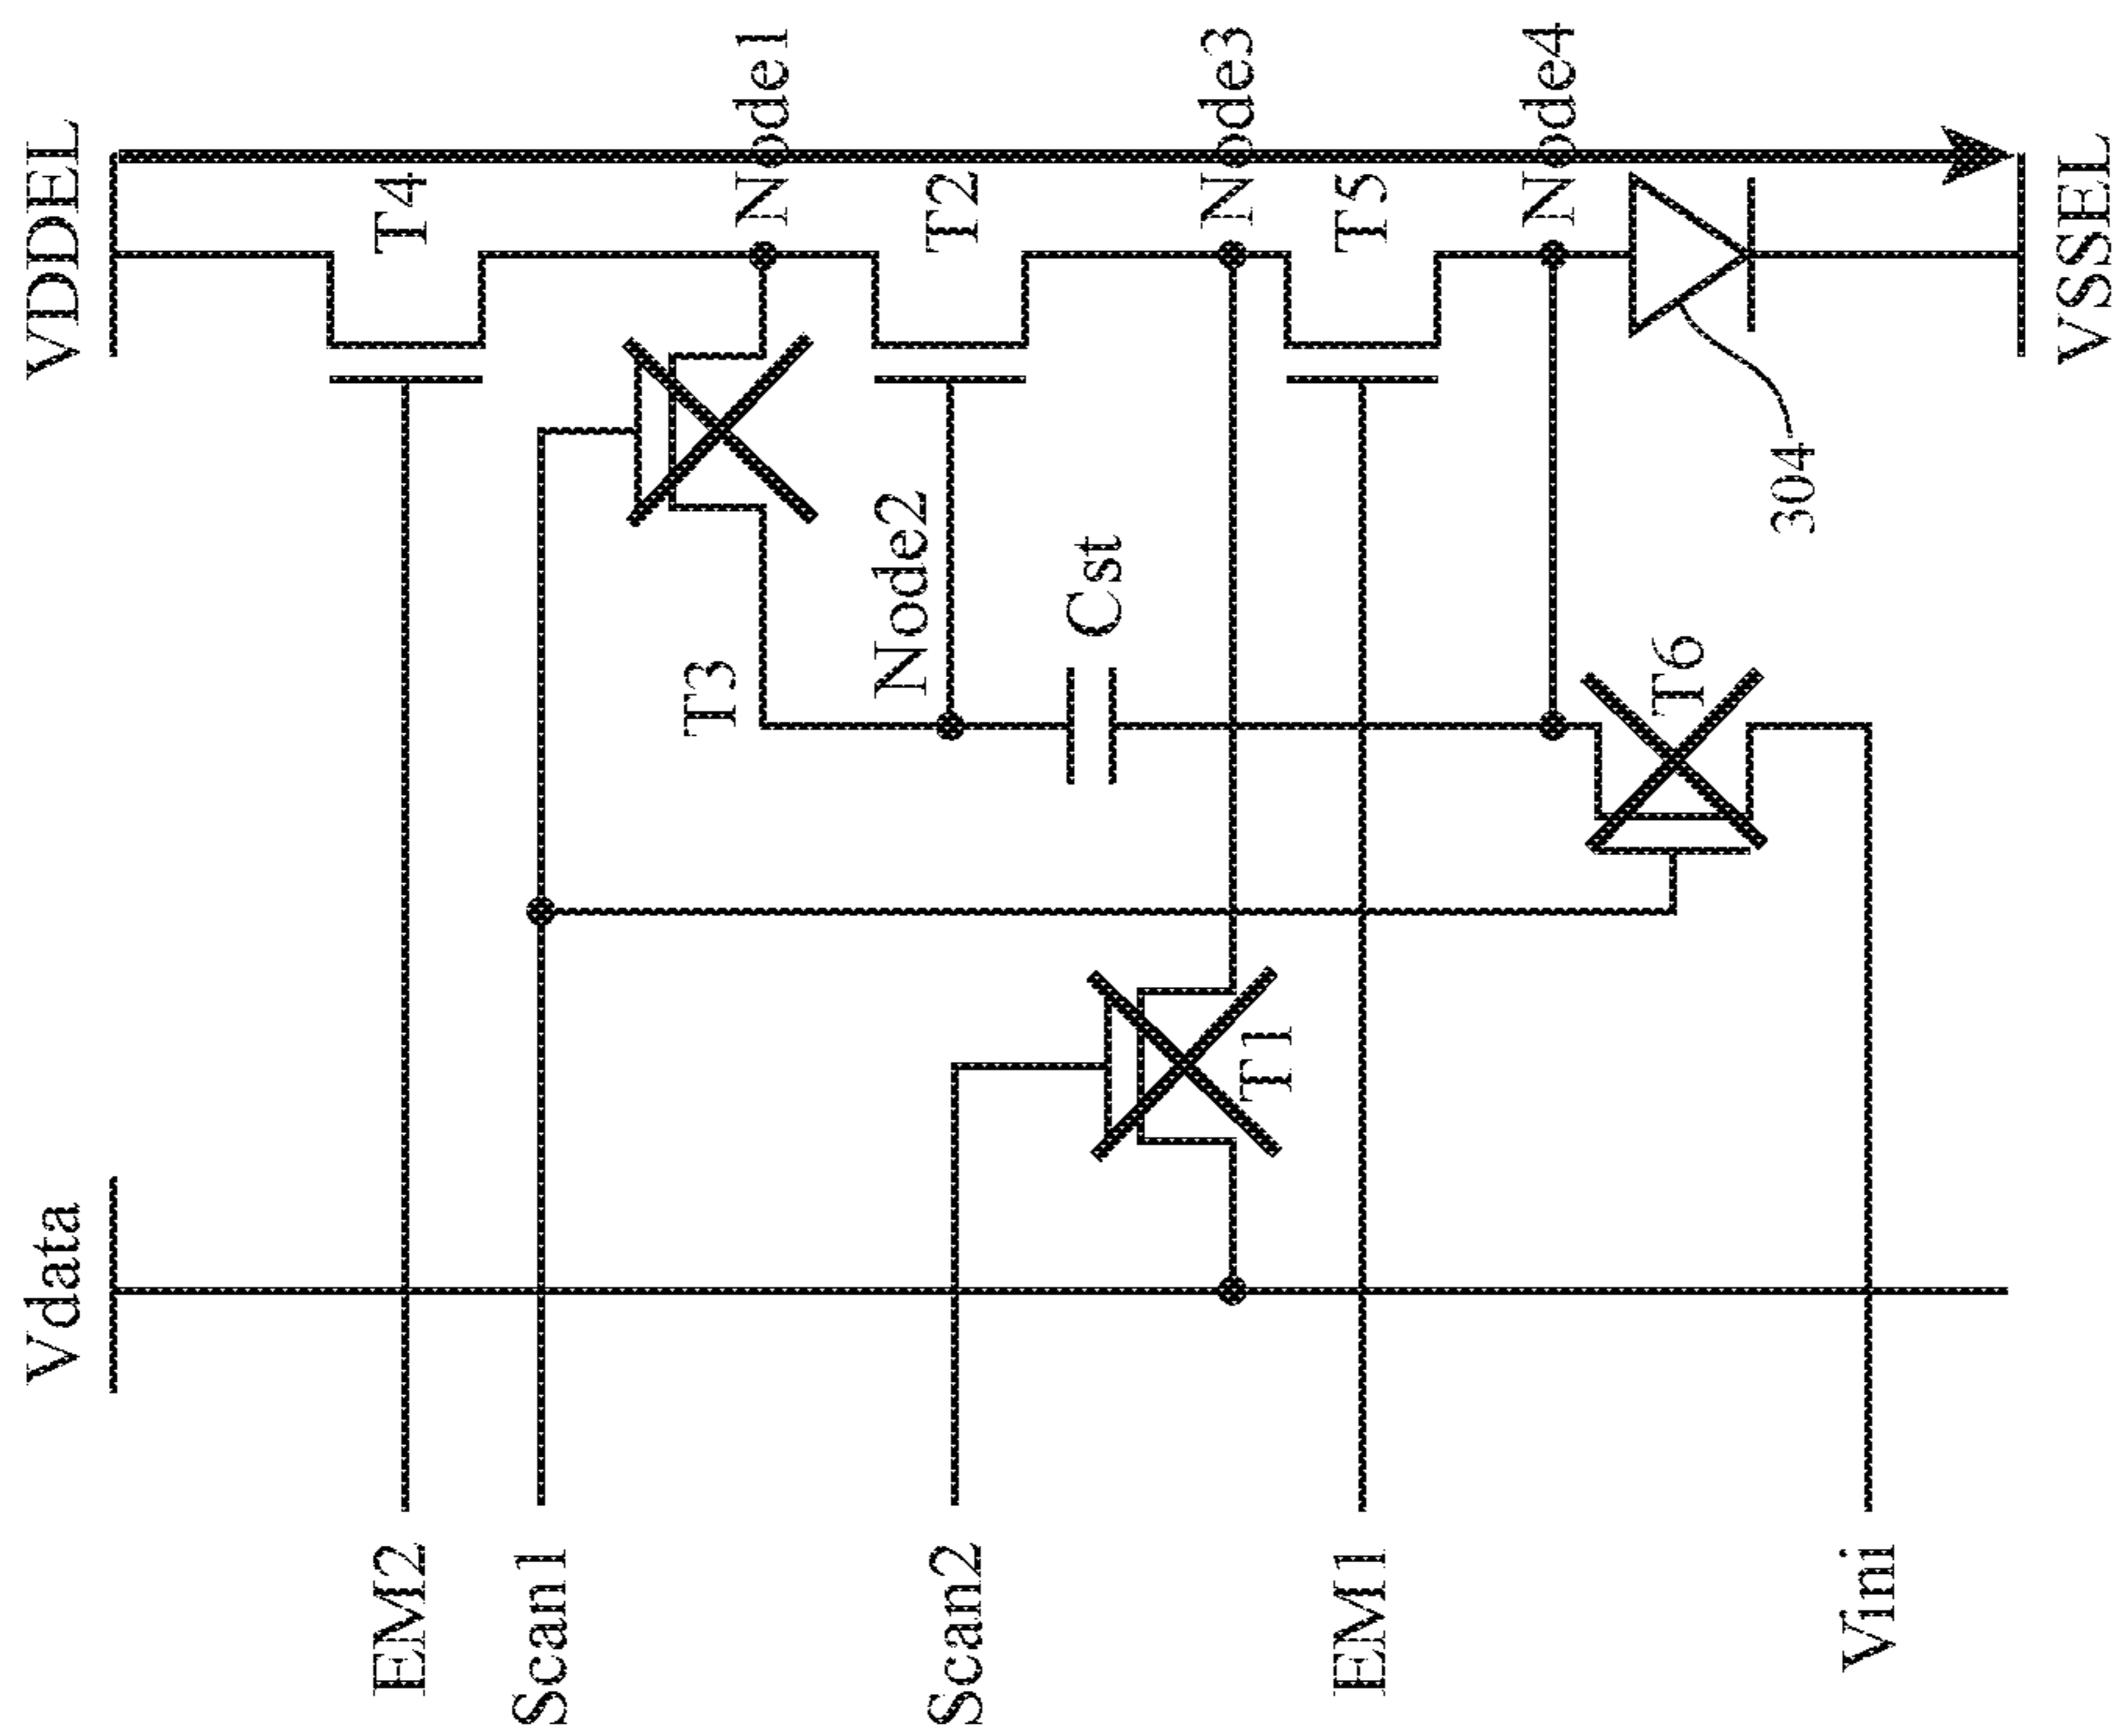 VDDEL
T4
Node1
T2
Node3
T5
Node4
VSSEL
304
T3
Node2
Cst
T6
T1
Vdata
EM2
Scan1
Scan2
EM1
Vini